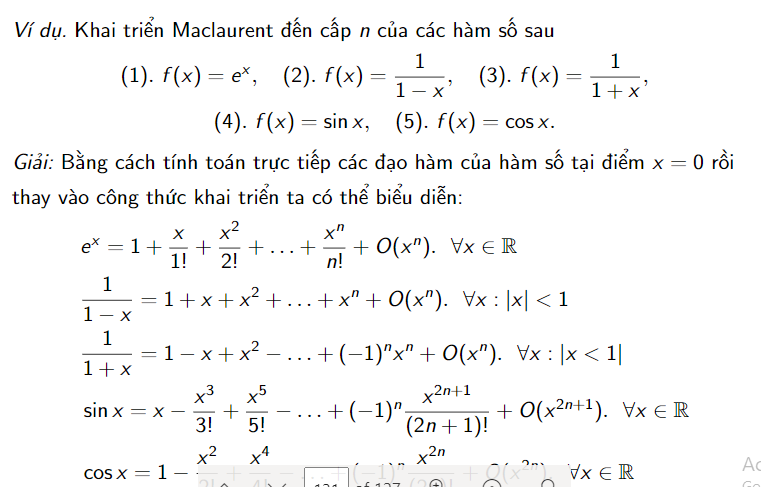 Ví dụ. Khai triển Maclaurent đến cấp n của các hàm số sau
(1). f(x) = e^x, (2). f(x) = 1/(1 − x), (3). f(x) = 1/(1 + x),
(4). f(x) = sin x, (5). f(x) = cos x.
Giải: Bằng cách tính toán trực tiếp các đạo hàm của hàm số tại điểm x = 0 rồi
thay vào công thức khai triển ta có thể biểu diễn:
e^x = 1 + x/1! + x^2/2! + … + x^n/n! + O(x^n). ∀x ∈ ℝ
1/(1 − x) = 1 + x + x^2 + … + x^n + O(x^n). ∀x : |x| < 1
1/(1 + x) = 1 − x + x^2 − … + (−1)^n x^n + O(x^n). ∀x : |x < 1|
sin x = x − x^3/3! + x^5/5! − … + (−1)^n x^(2n+1)/(2n + 1)! + O(x^(2n+1)). ∀x ∈ ℝ
cos x = 1 − x^2/2! + x^4/4! − … + (−1)^n x^(2n) + O(x^(2n)) ∀x ∈ ℝ